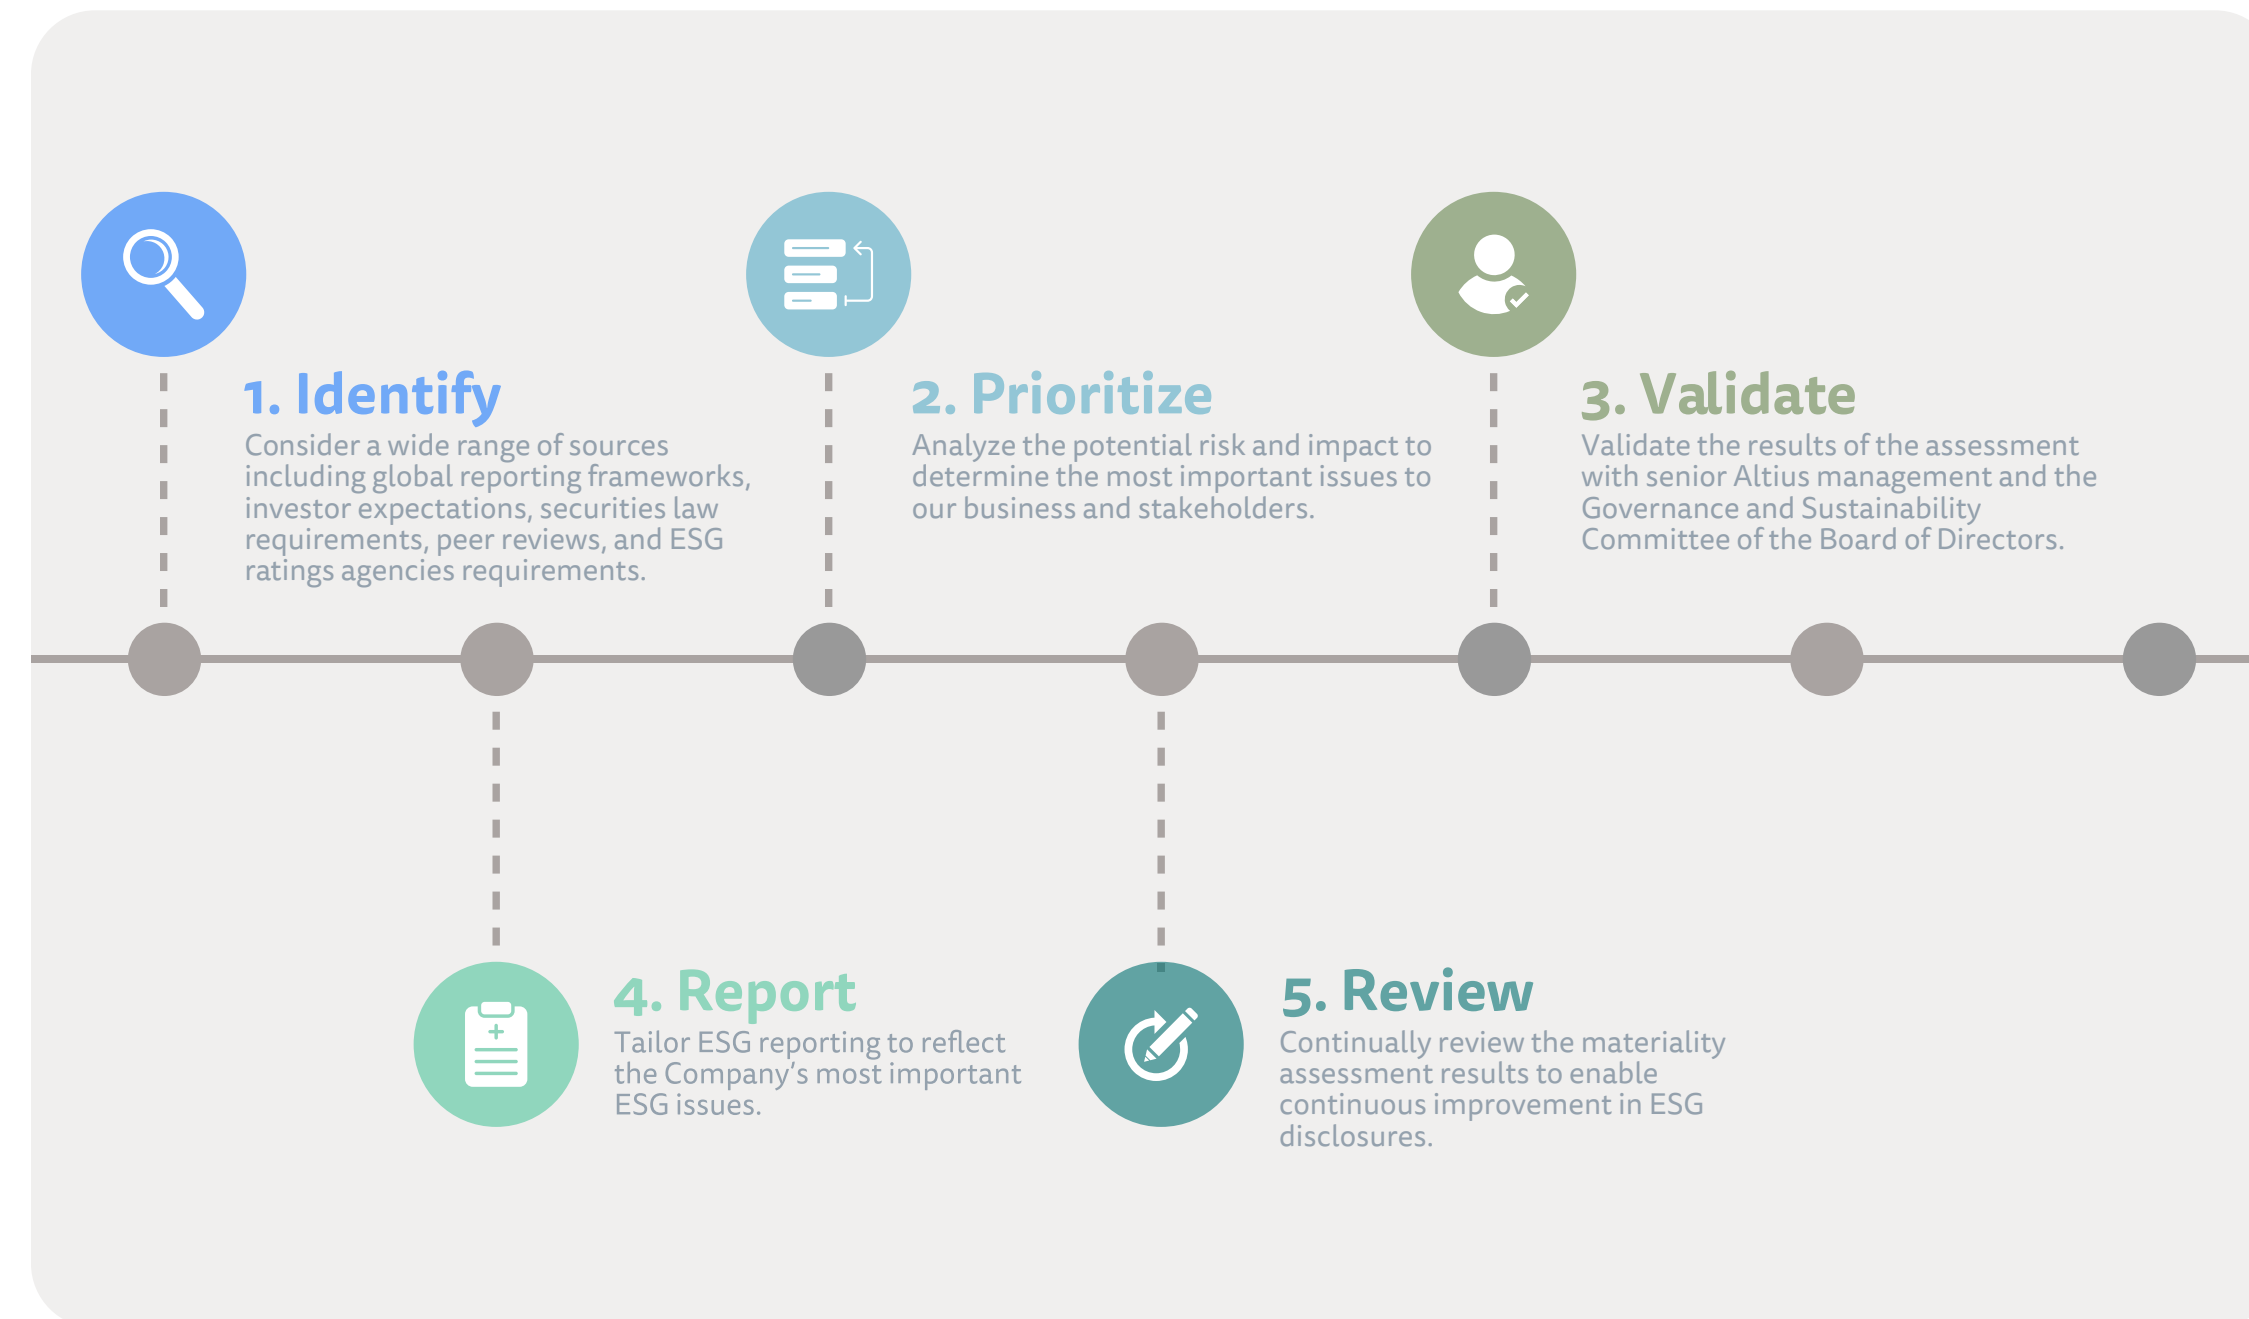 1. Identify
Consider a wide range of sources
including global reporting frameworks,
investor expectations, securities law
requirements, peer reviews, and ESG
ratings agencies requirements.
2. Prioritize
Analyze the potential risk and impact to
determine the most important issues to
our business and stakeholders.
3. Validate
Validate the results of the assessment
with senior Altius management and the
Governance and Sustainability
Committee of the Board of Directors.
4. Report
Tailor ESG reporting to reflect
the Company's most important
ESG issues.
5. Review
Continually review the materiality
assessment results to enable
continuous improvement in ESG
disclosures.